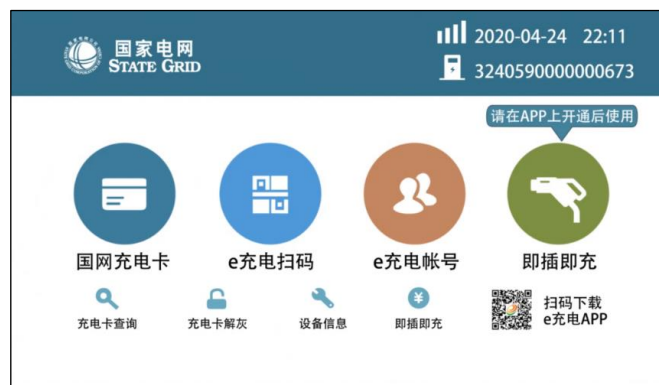 国家电网
STATE GRID
2020-04-24 22:11
3240590000000673
请在APP上开通后使用
国网充电卡
e充电扫码
e充电帐号
即插即充
充电卡查询
充电卡解灰
设备信息
¥
即插即充
扫码下载
e充电APP